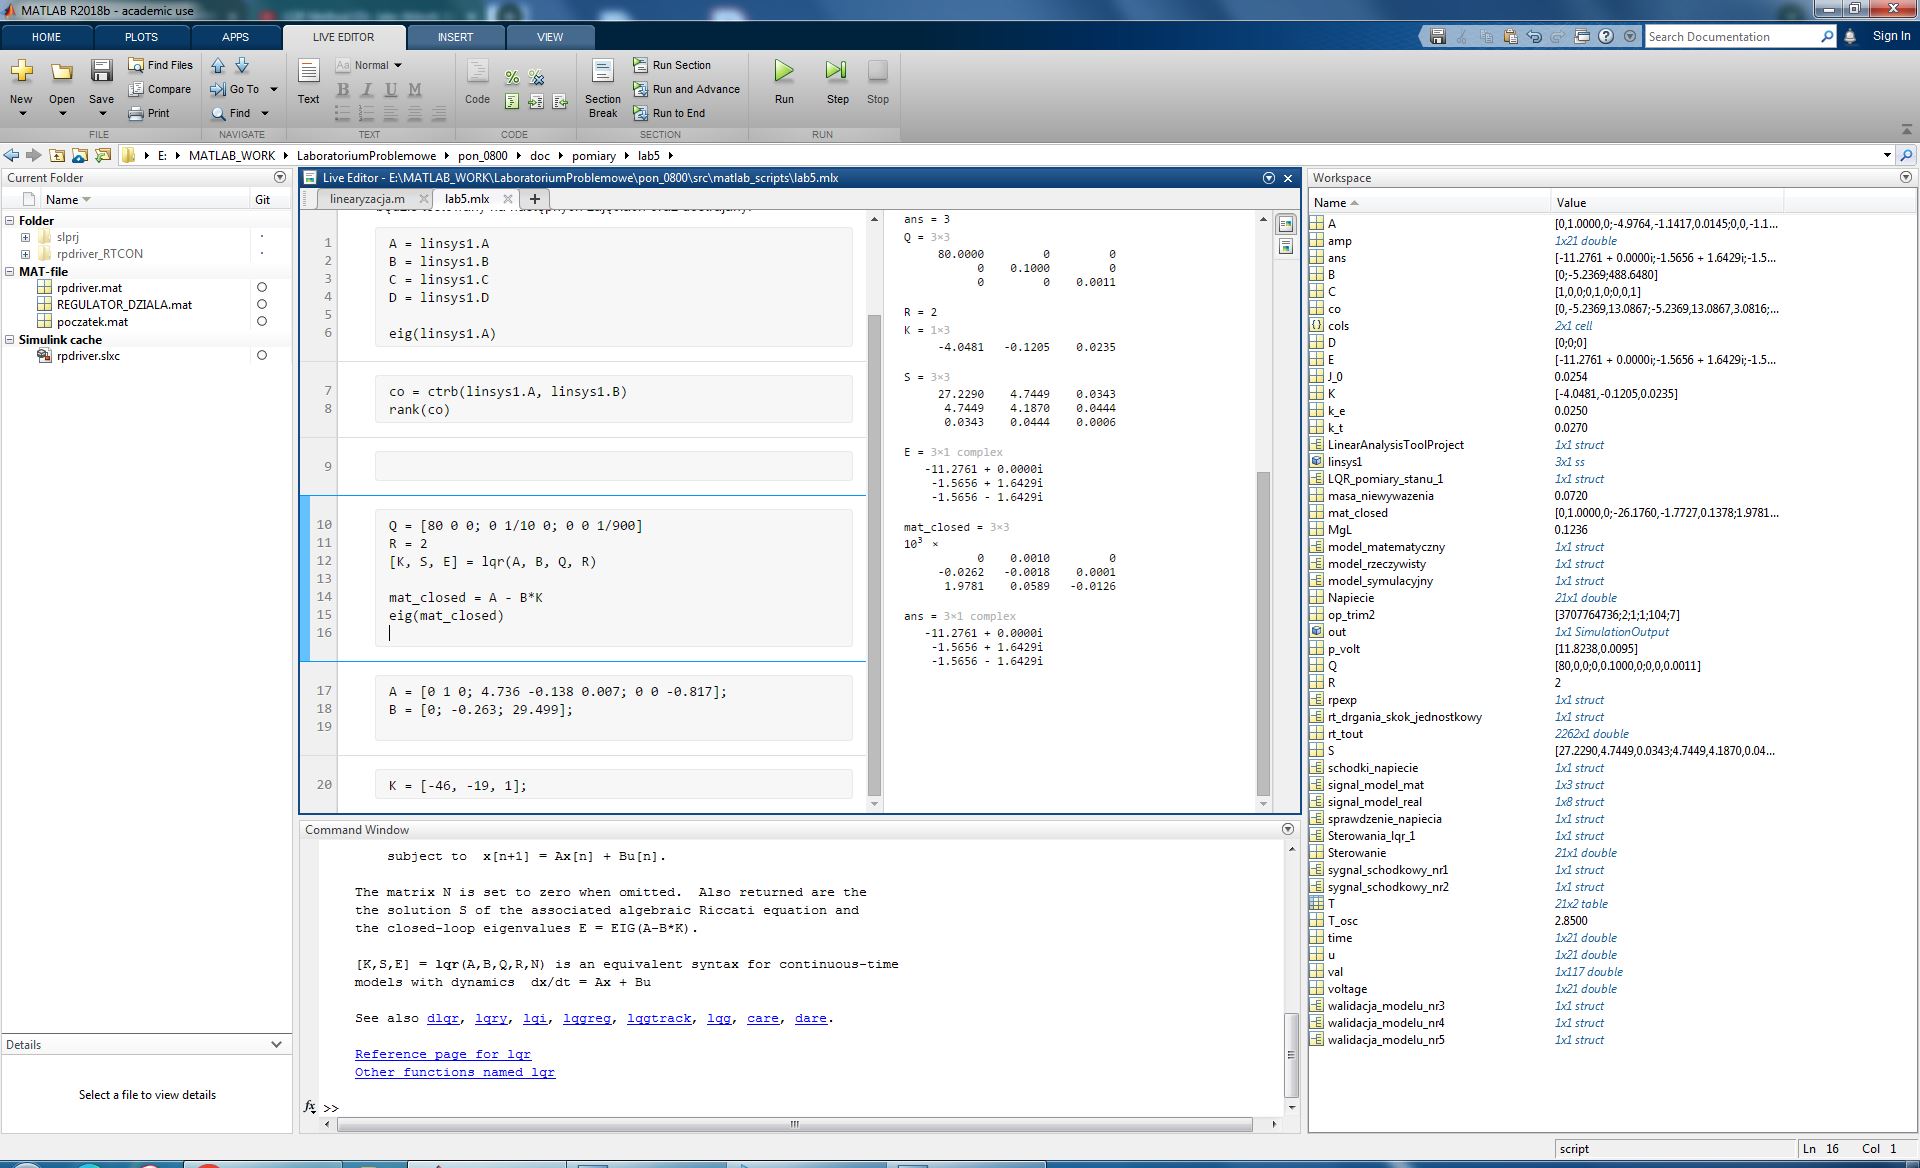 MATLAB R2018b - academic use
HOME PLOTS APPS LIVE EDITOR INSERT VIEW
Search Documentation Sign In
New Open Save Find Files Compare Print
FILE
Go To Find
NAVIGATE
Text Aa Normal B I U M
TEXT
Code
CODE
Section Break Run Section Run and Advance Run to End
SECTION
Run Step Stop
RUN
E: MATLAB_WORK LaboratoriumProblemowe pon_0800 doc pomiary lab5
Current Folder
Name Git
Folder
slprj
rpdriver_RTCON
MAT-file
rpdriver.mat
REGULATOR_DZIALA.mat
poczatek.mat
Simulink cache
rpdriver.slxc
Details
Select a file to view details
Live Editor - E:\MATLAB_WORK\LaboratoriumProblemowe\pon_0800\src\matlab_scripts\lab5.mlx
linearyzacja.m lab5.mlx +
1 A = linsys1.A
2 B = linsys1.B
3 C = linsys1.C
4 D = linsys1.D
5
6 eig(linsys1.A)
7 co = ctrb(linsys1.A, linsys1.B)
8 rank(co)
9
10 Q = [80 0 0; 0 1/10 0; 0 0 1/900]
11 R = 2
12 [K, S, E] = lqr(A, B, Q, R)
13
14 mat_closed = A - B*K
15 eig(mat_closed)
16
17 A = [0 1 0; 4.736 -0.138 0.007; 0 0 -0.817];
18 B = [0; -0.263; 29.499];
19
20 K = [-46, -19, 1];
ans = 3
Q = 3×3
80.0000 0 0
0 0.1000 0
0 0 0.0011
R = 2
K = 1×3
-4.0481 -0.1205 0.0235
S = 3×3
27.2290 4.7449 0.0343
4.7449 4.1870 0.0444
0.0343 0.0444 0.0006
E = 3×1 complex
-11.2761 + 0.0000i
-1.5656 + 1.6429i
-1.5656 - 1.6429i
mat_closed = 3×3
10³ ×
0 0.0010 0
-0.0262 -0.0018 0.0001
1.9781 0.0589 -0.0126
ans = 3×1 complex
-11.2761 + 0.0000i
-1.5656 + 1.6429i
-1.5656 - 1.6429i
Command Window
subject to x[n+1] = Ax[n] + Bu[n].
The matrix N is set to zero when omitted. Also returned are the
the solution S of the associated algebraic Riccati equation and
the closed-loop eigenvalues E = EIG(A-B*K).
[K,S,E] = lqr(A,B,Q,R,N) is an equivalent syntax for continuous-time
models with dynamics dx/dt = Ax + Bu
See also dlqr, lqry, lqi, lqgreg, lqgtrack, lqg, care, dare.
Reference page for lqr
Other functions named lqr
fx >>
Workspace
Name Value
A [0,1.0000,0;-4.9764,-1.1417,0.0145;0,0,-1.1...
amp 1x21 double
ans [-11.2761 + 0.0000i;-1.5656 + 1.6429i;-1.5...
B [0;-5.2369;488.6480]
C [1,0,0;0,1,0;0,0,1]
co [0,-5.2369,13.0867;-5.2369,13.0867,3.0816;...
cols 2x1 cell
D [0;0;0]
E [-11.2761 + 0.0000i;-1.5656 + 1.6429i;-1.5...
J_0 0.0254
K [-4.0481,-0.1205,0.0235]
k_e 0.0250
k_t 0.0270
LinearAnalysisToolProject 1x1 struct
linsys1 3x1 ss
LQR_pomiary_stanu_1 1x1 struct
masa_niewywazenia 0.0720
mat_closed [0,1.0000,0;-26.1760,-1.7727,0.1378;1.9781...
MgL 0.1236
model_matematyczny 1x1 struct
model_rzeczywisty 1x1 struct
model_symulacyjny 1x1 struct
Napiecie 21x1 double
op_trim2 [3707764736;2;1;1;104;7]
out 1x1 SimulationOutput
p_volt [11.8238,0.0095]
Q [80,0,0;0,0.1000,0;0,0,0.0011]
R 2
rpexp 1x1 struct
rt_drgania_skok_jednostkowy 1x1 struct
rt_tout 2262x1 double
S [27.2290,4.7449,0.0343;4.7449,4.1870,0.04...
schodki_napiecie 1x1 struct
signal_model_mat 1x3 struct
signal_model_real 1x8 struct
sprawdzenie_napiecia 1x1 struct
Sterowania_lqr_1 1x1 struct
Sterowanie 21x1 double
sygnal_schodkowy_nr1 1x1 struct
sygnal_schodkowy_nr2 1x1 struct
T 21x2 table
T_osc 2.8500
time 1x21 double
u 1x21 double
val 1x117 double
voltage 1x21 double
walidacja_modelu_nr3 1x1 struct
walidacja_modelu_nr4 1x1 struct
walidacja_modelu_nr5 1x1 struct
script Ln 16 Col 1